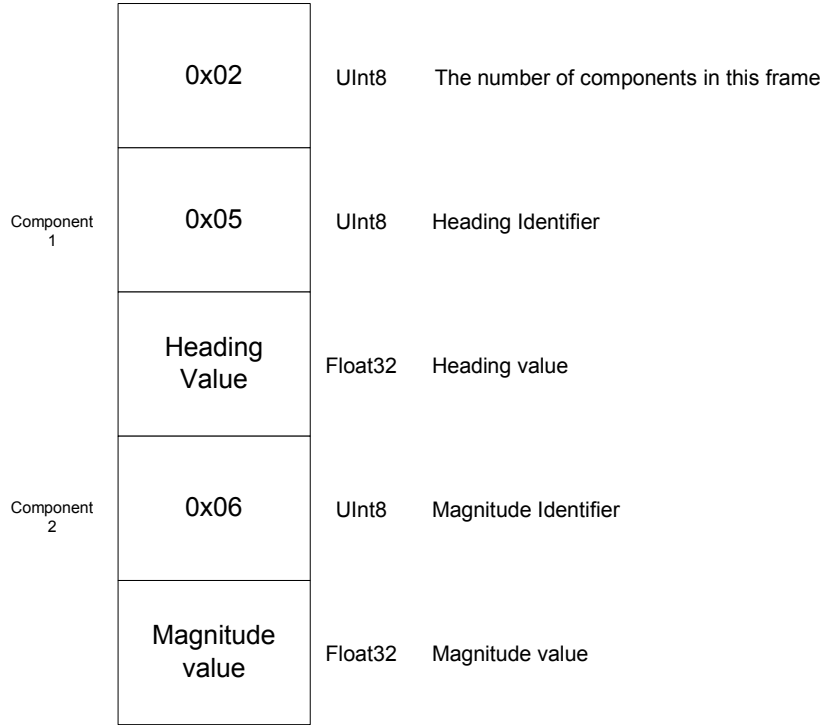 0x02 UInt8 The number of components in this frame
Component
1
0x05 UInt8 Heading Identifier
Heading
Value
Float32 Heading value
Component
2
0x06 UInt8 Magnitude Identifier
Magnitude
value
Float32 Magnitude value